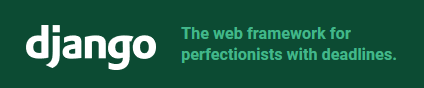 django
The web framework for
perfectionists with deadlines.